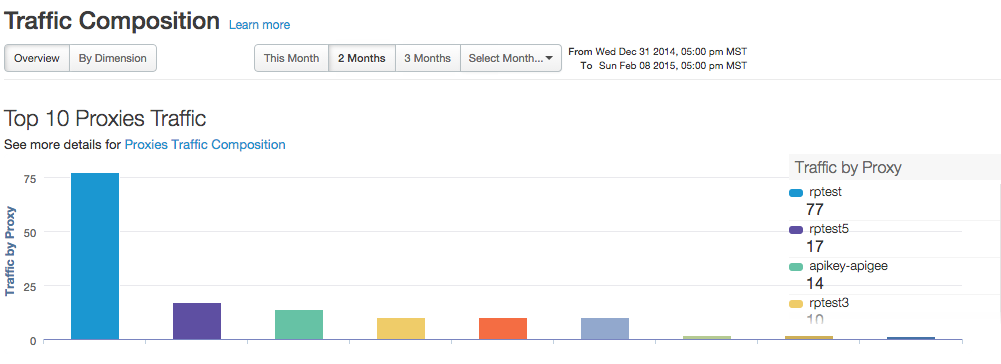 Traffic Composition Learn more
Overview By Dimension This Month 2 Months 3 Months Select Month... From Wed Dec 31 2014, 05:00 pm MST
To Sun Feb 08 2015, 05:00 pm MST
Top 10 Proxies Traffic
See more details for Proxies Traffic Composition
Traffic by Proxy
75
50
25
0
Traffic by Proxy
rptest
77
rptest5
17
apikey-apigee
14
rptest3
10